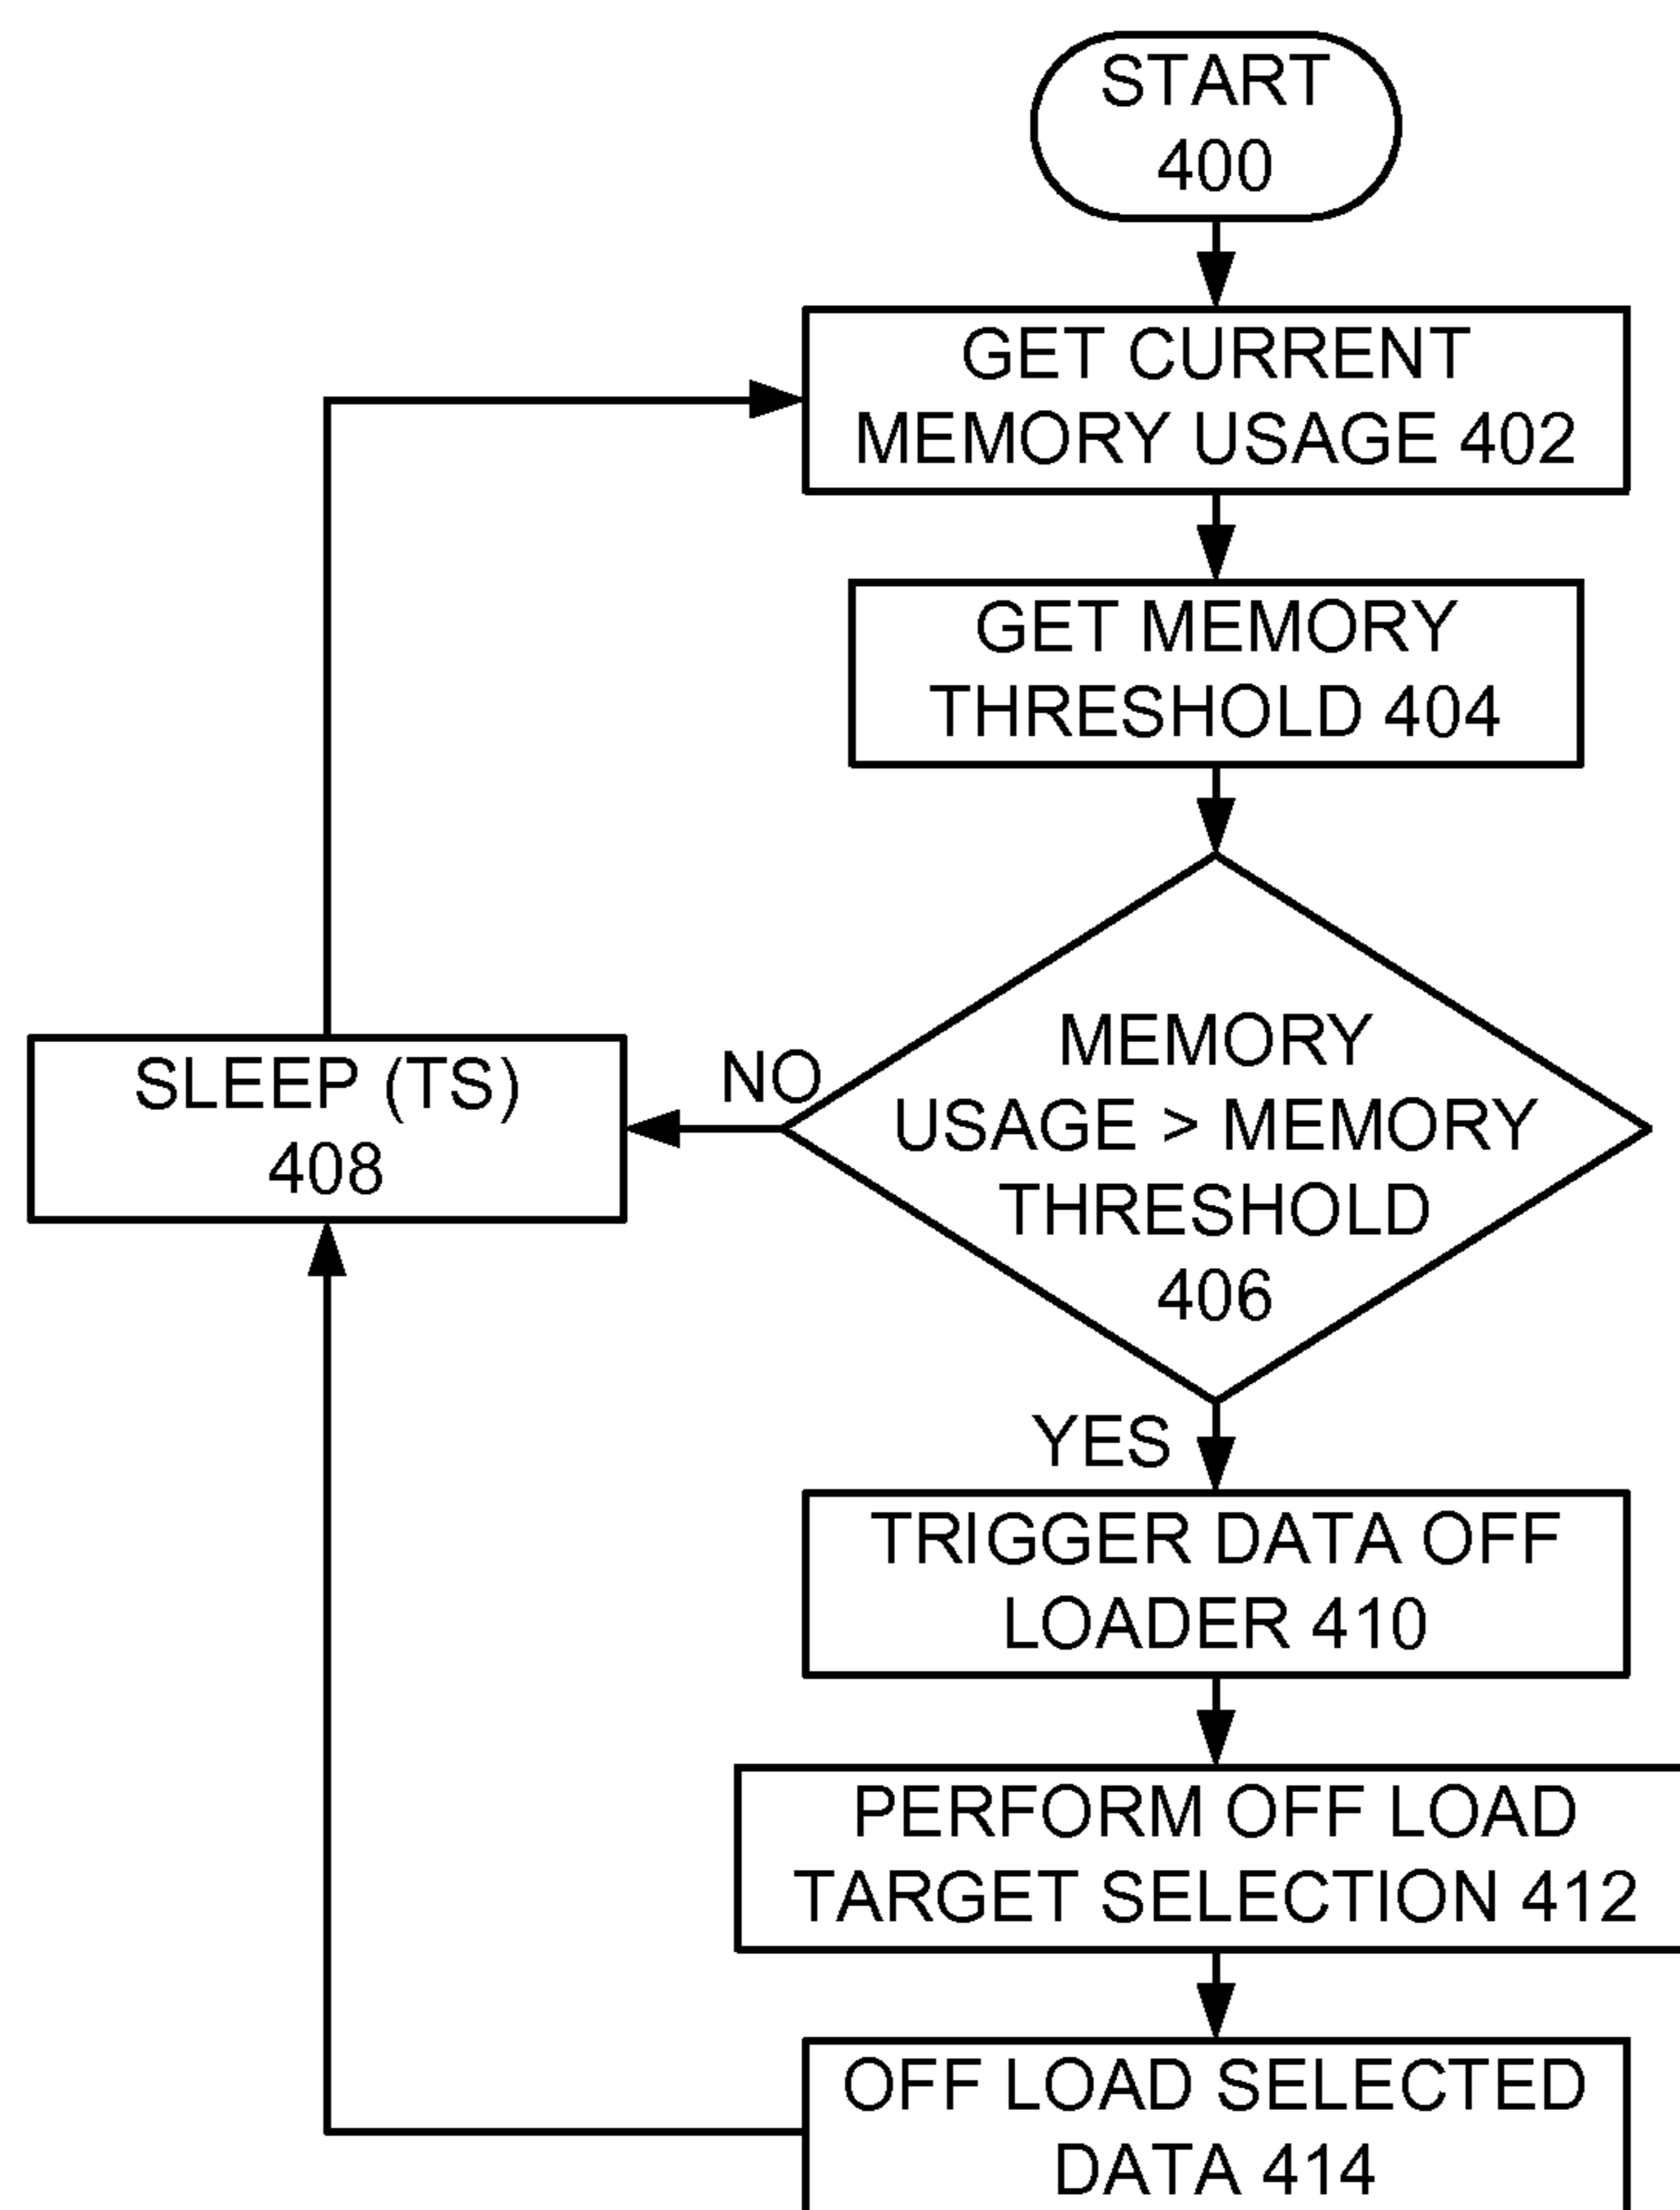 START
400
GET CURRENT
MEMORY USAGE 402
GET MEMORY
THRESHOLD 404
MEMORY
USAGE > MEMORY
THRESHOLD
406
NO
SLEEP (TS)
408
YES
TRIGGER DATA OFF
LOADER 410
PERFORM OFF LOAD
TARGET SELECTION 412
OFF LOAD SELECTED
DATA 414